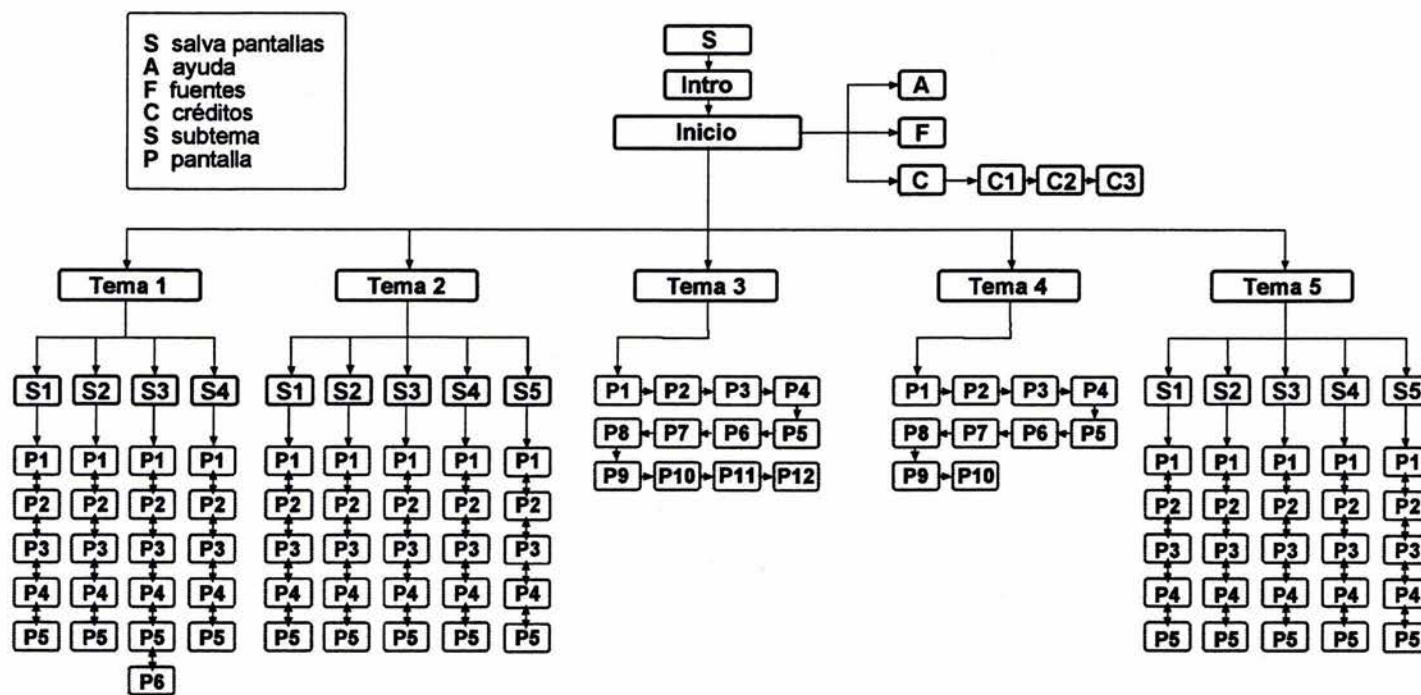 S salva pantallas
A ayuda
F fuentes
C créditos
S subtema
P pantalla
S
Intro
Inicio
A
F
C C1 C2 C3
Tema 1 Tema 2 Tema 3 Tema 4 Tema 5
S1 S2 S3 S4 S1 S2 S3 S4 S5 P1 P2 P3 P4 P1 P2 P3 P4 S1 S2 S3 S4 S5
P8 P7 P6 P5 P8 P7 P6 P5
P1 P1 P1 P1 P1 P1 P1 P1 P1 P9 P10 P11 P12 P9 P10 P1 P1 P1 P1 P1
P2 P2 P2 P2 P2 P2 P2 P2 P2 P2 P2 P2 P2 P2
P3 P3 P3 P3 P3 P3 P3 P3 P3 P3 P3 P3 P3 P3
P4 P4 P4 P4 P4 P4 P4 P4 P4 P4 P4 P4 P4 P4
P5 P5 P5 P5 P5 P5 P5 P5 P5 P5 P5 P5 P5 P5
P6